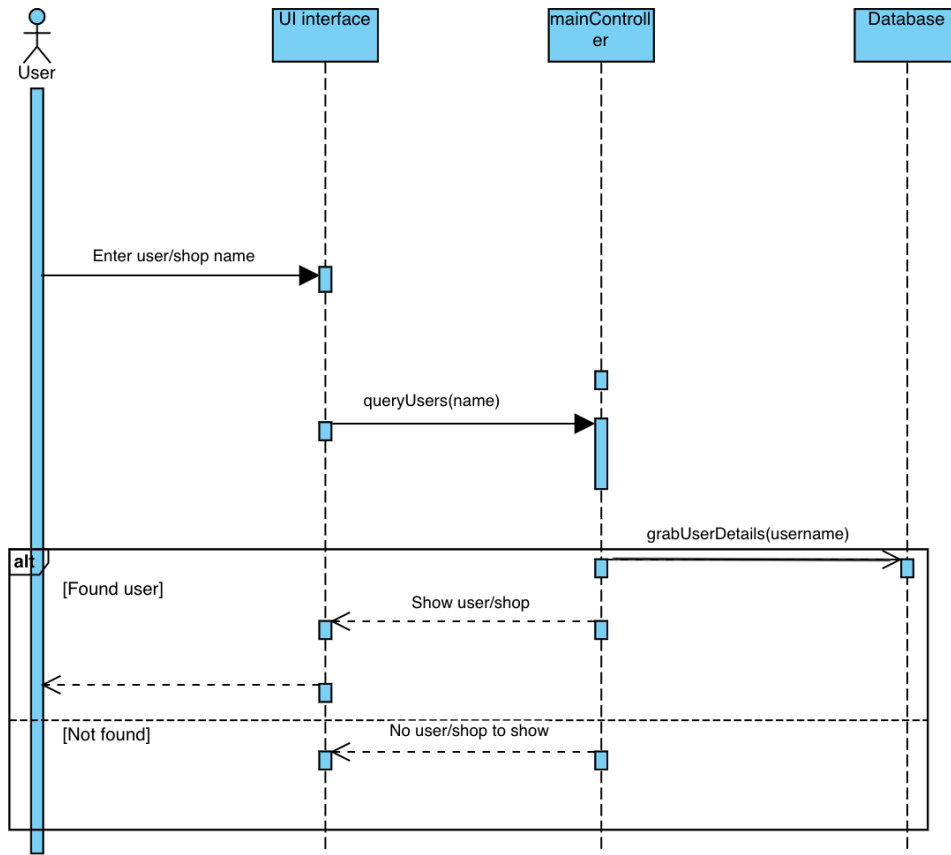 User
UI interface
mainControll
er
Database
Enter user/shop name
queryUsers(name)
grabUserDetails(username)
alt
[Found user]
Show user/shop
[Not found]
No user/shop to show